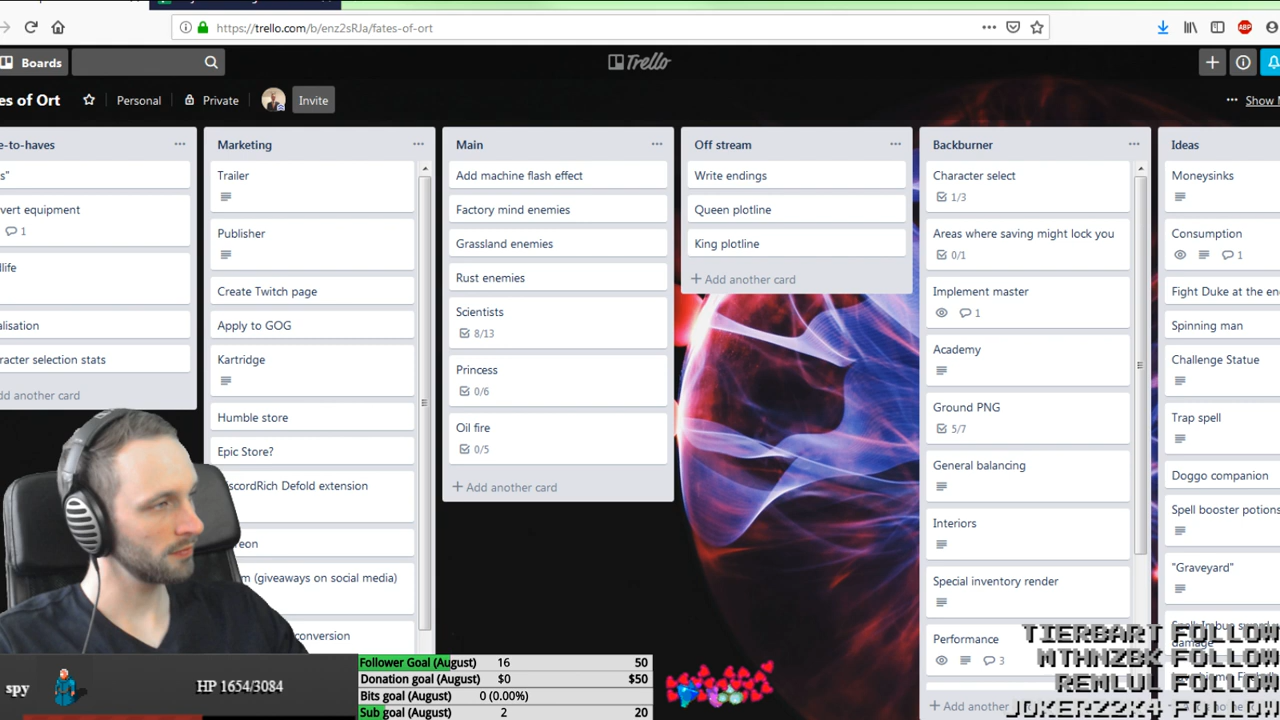 https://trello.com/b/enz2sRJa/fates-of-ort
Boards
Trello
es of Ort
Personal
Private
Invite
Show
e-to-haves
s"
vert equipment
1
life
alisation
racter selection stats
dd another card
Marketing
Trailer
Publisher
Create Twitch page
Apply to GOG
Kartridge
Humble store
Epic Store?
scordRich Defold extension
reon
m (giveaways on social media)
conversion
Main
Add machine flash effect
Factory mind enemies
Grassland enemies
Rust enemies
Scientists
8/13
Princess
0/6
Oil fire
0/5
+ Add another card
Off stream
Write endings
Queen plotline
King plotline
+ Add another card
Backburner
Character select
1/3
Areas where saving might lock you
0/1
Implement master
1
Academy
Ground PNG
5/7
General balancing
Interiors
Special inventory render
Performance
3
+ Add another
Ideas
Moneysinks
Consumption
1
Fight Duke at the en
Spinning man
Challenge Statue
Trap spell
Doggo companion
Spell booster potions
"Graveyard"
TIERBART FOLLOW
MTHNZBK FOLLOW
REMLUL FOLLOW
JOKERZZK4 FOLLOW
spy
HP 1654/3084
Follower Goal (August) 16 50
Donation goal (August) $0 $50
Bits goal (August) 0 (0.00%)
Sub goal (August) 2 20